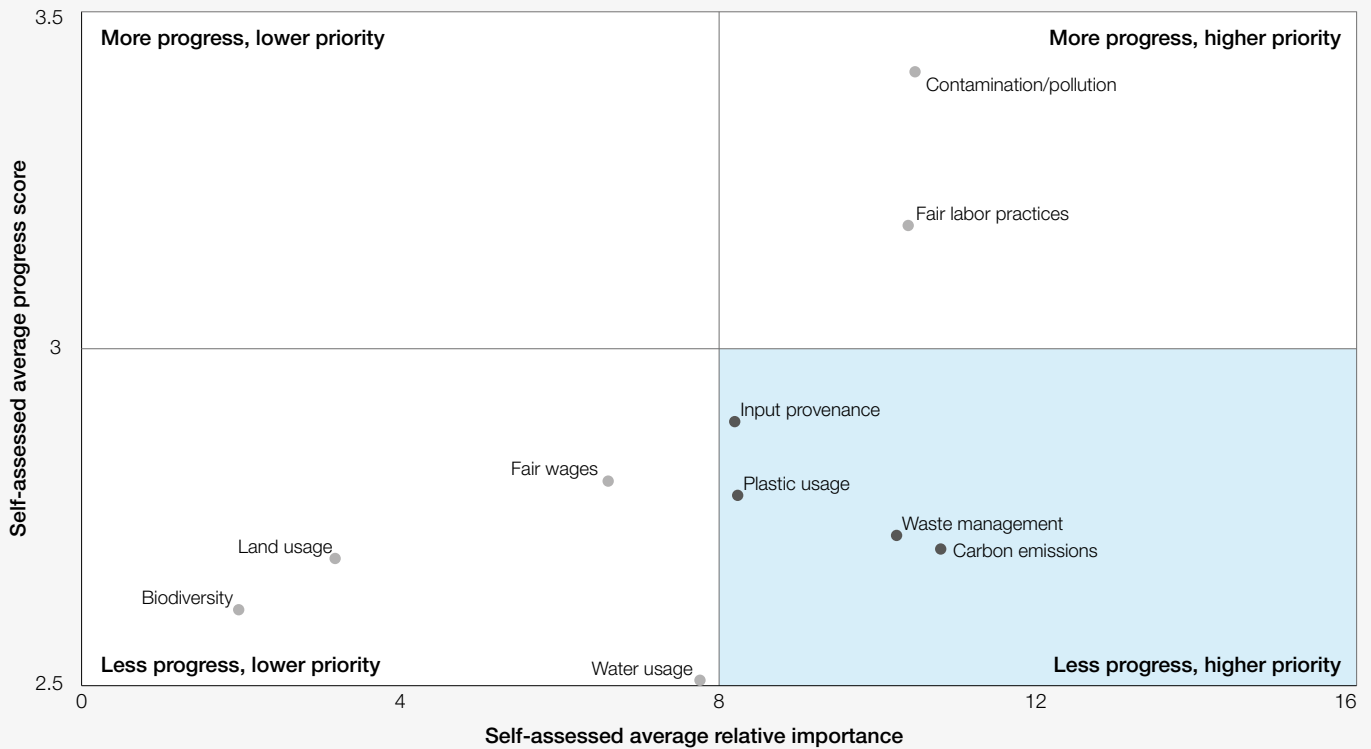 3.5
More progress, lower priority
More progress, higher priority
Contamination/pollution
Fair labor practices
Self-assessed average progress score
3
Input provenance
Fair wages
Plastic usage
Waste management
Land usage
Carbon emissions
Biodiversity
Less progress, lower priority
Water usage
Less progress, higher priority
2.5
0
4
8
12
16
Self-assessed average relative importance